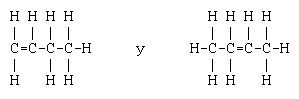 H H H H H H H H
| | | | | | | |
C=C-C-C-H y H-C-C=C-C-H
| | | | |
H H H H H